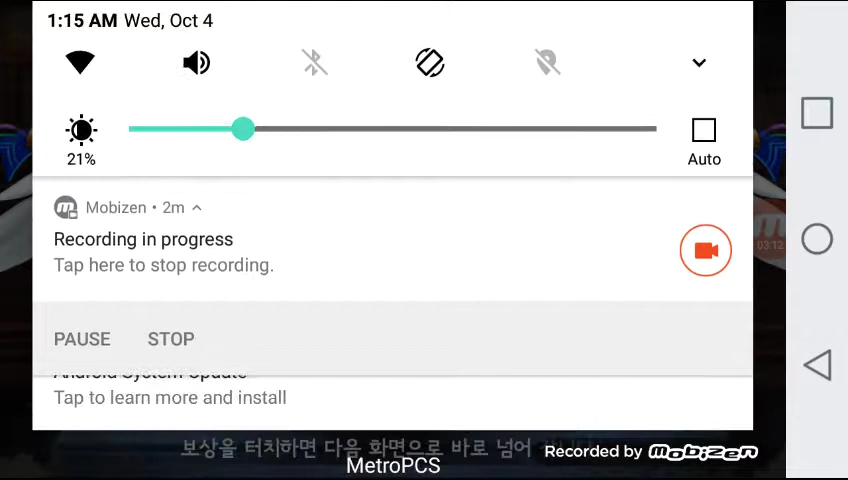 1:15 AM Wed, Oct 4
21%
Auto
Mobizen • 2m
Recording in progress
Tap here to stop recording.
03:12
PAUSE STOP
Android System Update
Tap to learn more and install
보상을 터치하면 다음 화면으로 바로 넘어
Recorded by mobizen
MetroPCS